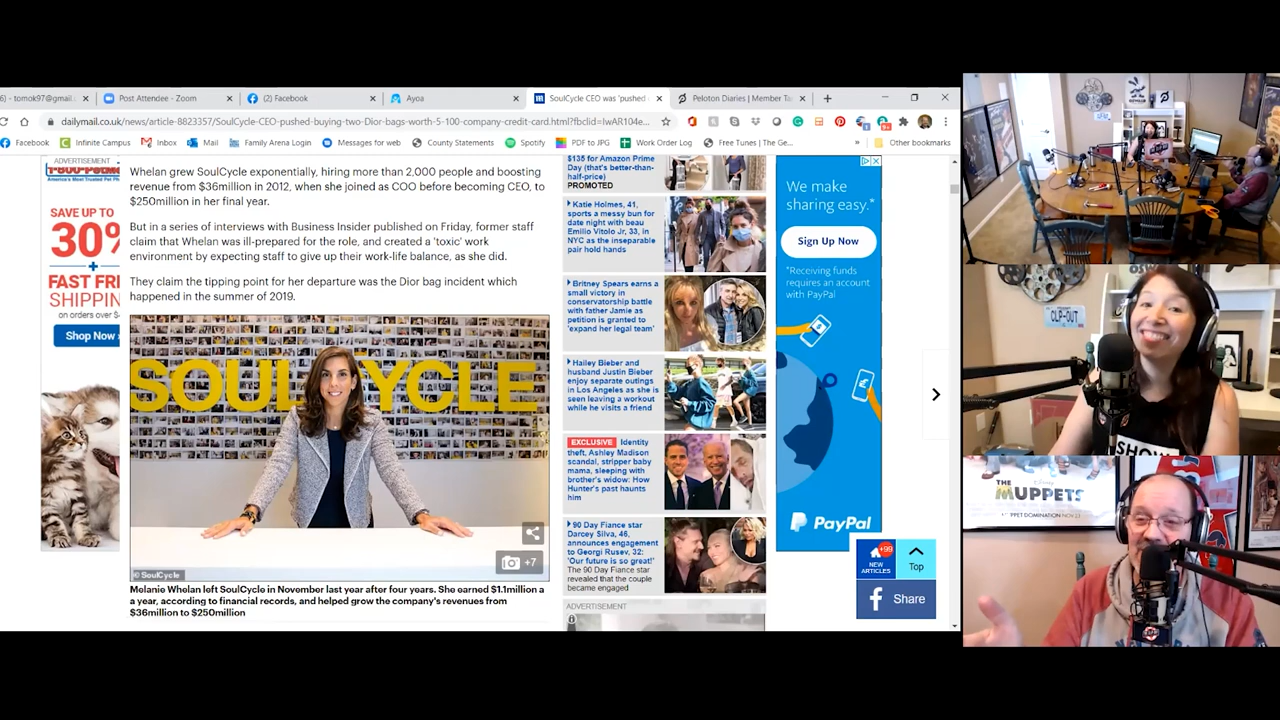 6) - tomok97@gmail.
Post Attendee - Zoom
(2) Facebook
Ayoa
SoulCycle CEO was 'pushed
Peloton Diaries | Member Ta
dailymail.co.uk/news/article-8823357/SoulCycle-CEO-pushed-buying-two-Dior-bags-worth-5-100-company-credit-card.html?fbclid=IwAR104e...
Facebook
Infinite Campus
Inbox
Mail
Family Arena Login
Messages for web
County Statements
Spotify
PDF to JPG
Work Order Log
Free Tunes | The Ge...
Other bookmarks
ADVERTISEMENT
America's Most Trusted Pet
SAVE UP TO
30%
+
FAST FRE
SHIPPING
on orders over $4
Shop Now
Whelan grew SoulCycle exponentially, hiring more than 2,000 people and boosting
revenue from $36million in 2012, when she joined as COO before becoming CEO, to
$250million in her final year.
But in a series of interviews with Business Insider published on Friday, former staff
claim that Whelan was ill-prepared for the role, and created a 'toxic' work
environment by expecting staff to give up their work-life balance, as she did.
They claim the tipping point for her departure was the Dior bag incident which
happened in the summer of 2019.
SOULCYCLE
© SoulCycle
+7
Melanie Whelan left SoulCycle in November last year after four years. She earned $1.1million a
a year, according to financial records, and helped grow the company's revenues from
$36million to $250million
$135 for Amazon Prime
Day (that's better-than-
half-price)
PROMOTED
Katie Holmes, 41,
sports a messy bun for
date night with beau
Emilio Vitolo Jr, 33, in
NYC as the inseparable
pair hold hands
Britney Spears earns a
small victory in
conservatorship battle
with father Jamie as
petition is granted to
'expand her legal team'
Hailey Bieber and
husband Justin Bieber
enjoy separate outings
in Los Angeles as she is
seen leaving a workout
while he visits a friend
EXCLUSIVE Identity
theft, Ashley Madison
scandal, stripper baby
mama, sleeping with
brother's widow: How
Hunter's past haunts
him
90 Day Fiance star
Darcey Silva, 46,
announces engagement
to Georgi Rusev, 32:
'Our future is so great!'
The 90 Day Fiance star
revealed that the couple
became engaged
ADVERTISEMENT
We make
sharing easy.*
Sign Up Now
*Receiving funds
requires an account
with PayPal
PayPal
+99
NEW
ARTICLES
Top
Share
CLP-OUT
SHOW
THE
MUPPETS